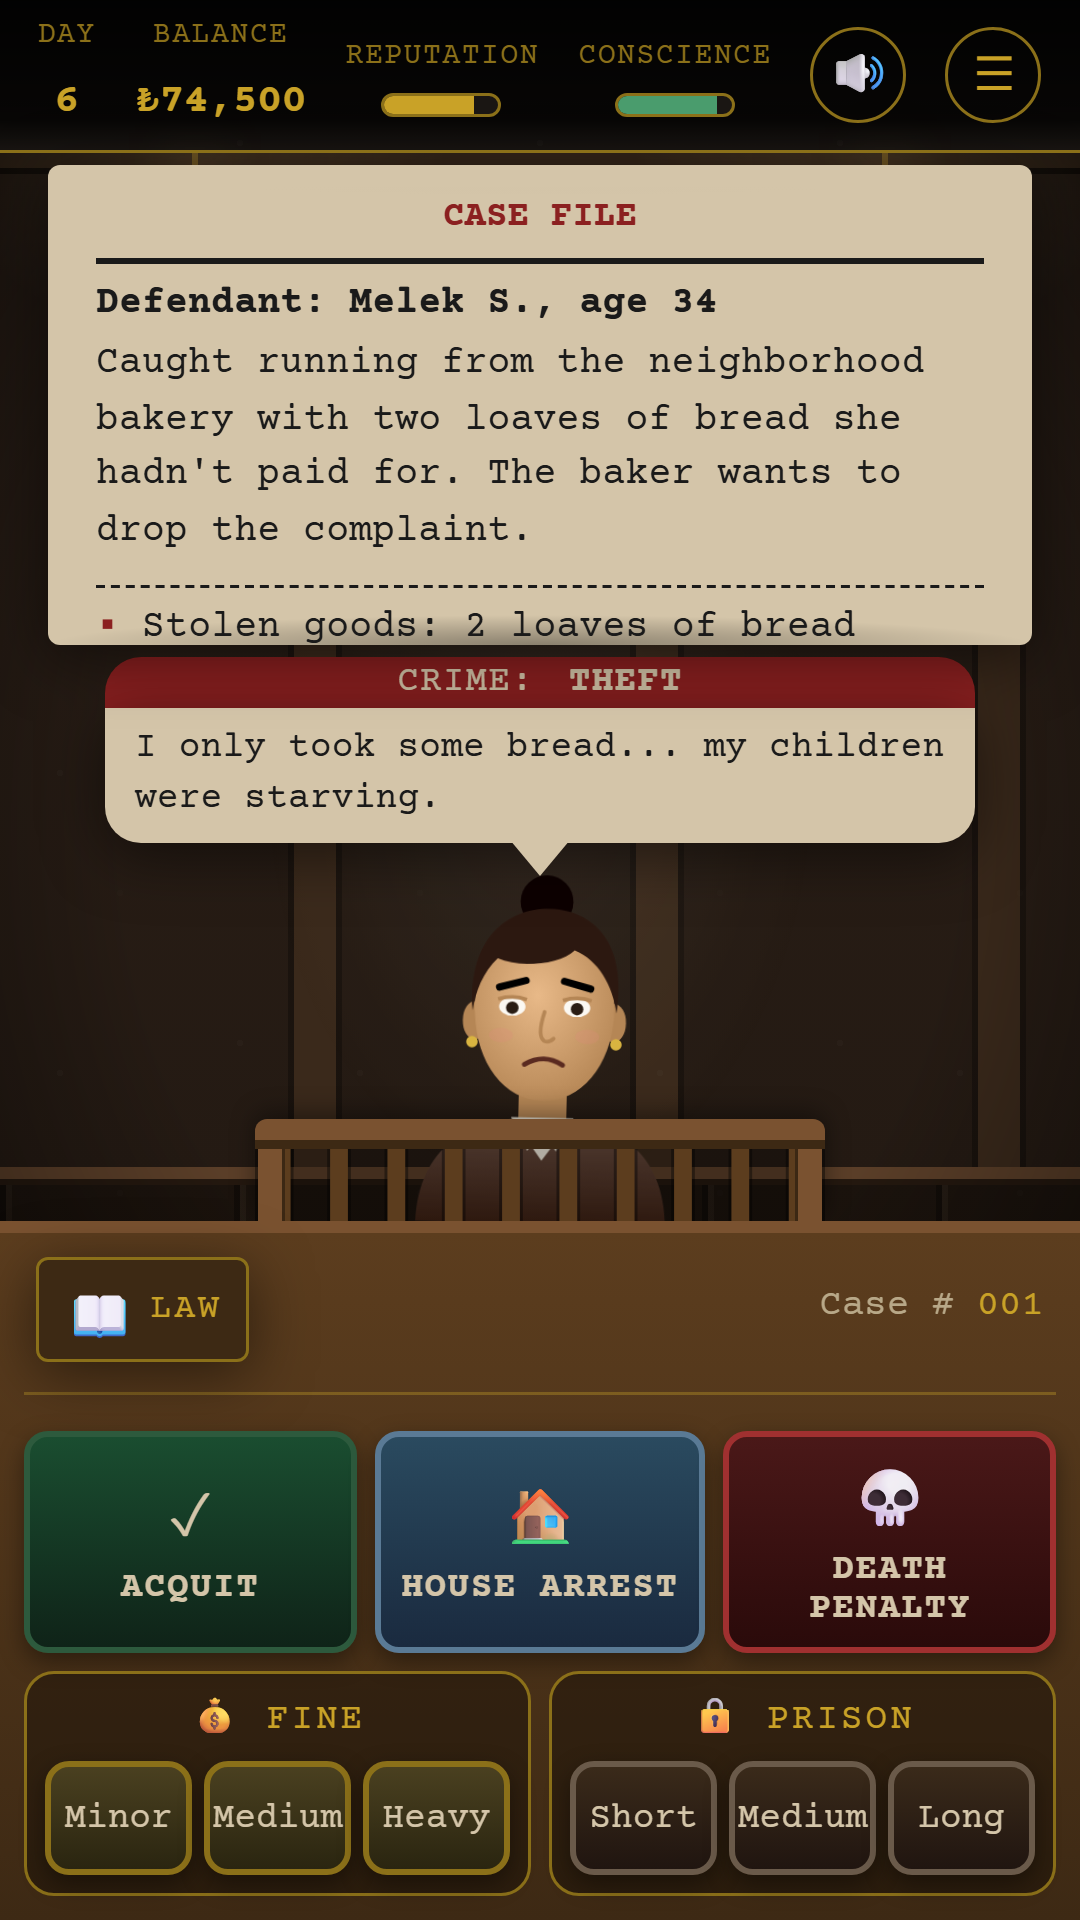 DAY
6
BALANCE
₺74,500
REPUTATION
CONSCIENCE
CASE FILE
Defendant: Melek S., age 34
Caught running from the neighborhood
bakery with two loaves of bread she
hadn't paid for. The baker wants to
drop the complaint.
▪ Stolen goods: 2 loaves of bread
CRIME: THEFT
I only took some bread... my children
were starving.
LAW
Case # 001
ACQUIT
HOUSE ARREST
DEATH
PENALTY
FINE
Minor
Medium
Heavy
PRISON
Short
Medium
Long